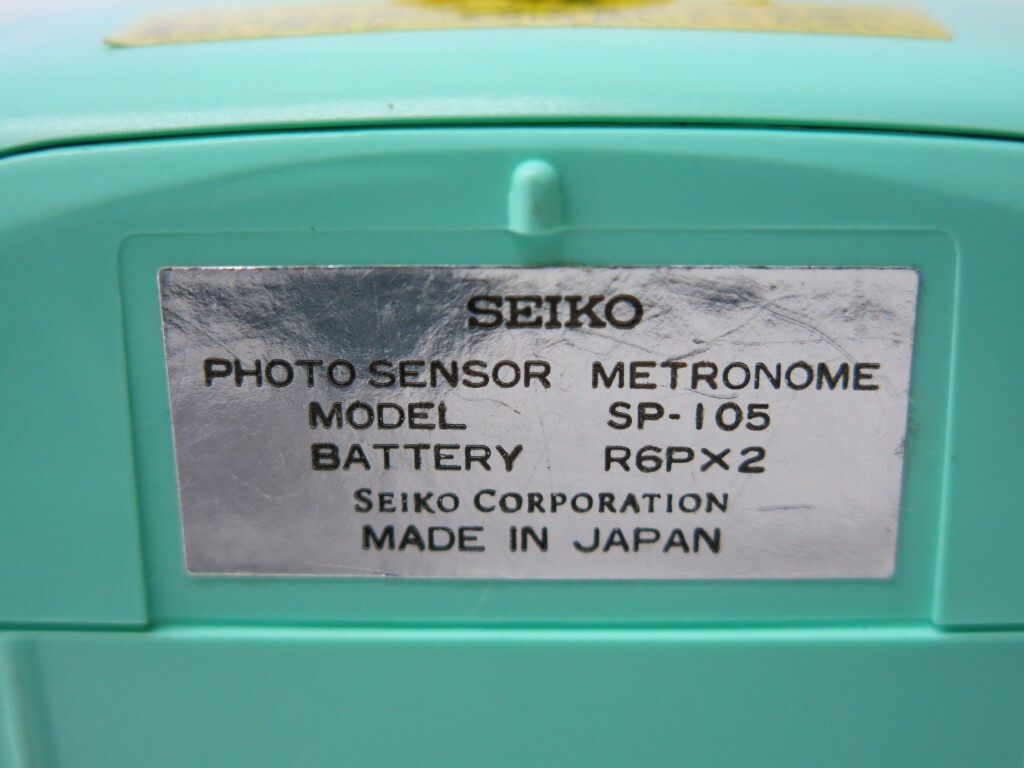 SEIKO
PHOTO SENSOR METRONOME
MODEL SP-105
BATTERY R6P×2
SEIKO CORPORATION
MADE IN JAPAN